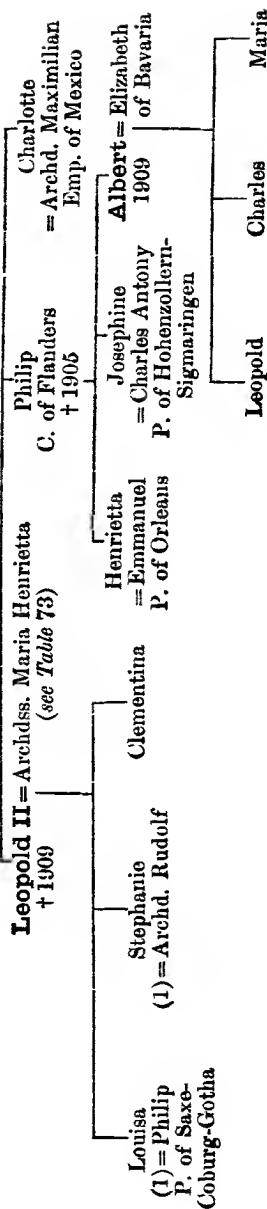 Leopold II = Archdss. Maria Henrietta
†1909 (see Table 73)
Philip
C. of Flanders
†1905
Charlotte
= Archd. Maximilian
Emp. of Mexico
Louisa
(1) = Philip
P. of Saxe-
Coburg-Gotha
Stephanie
(1) = Archd. Rudolf
Clementina
Henrietta
= Emmanuel
P. of Orleans
Josephine
= Charles Antony
P. of Hohenzollern-
Sigmaringen
Albert = Elizabeth
1909 of Bavaria
Leopold
Charles
Maria